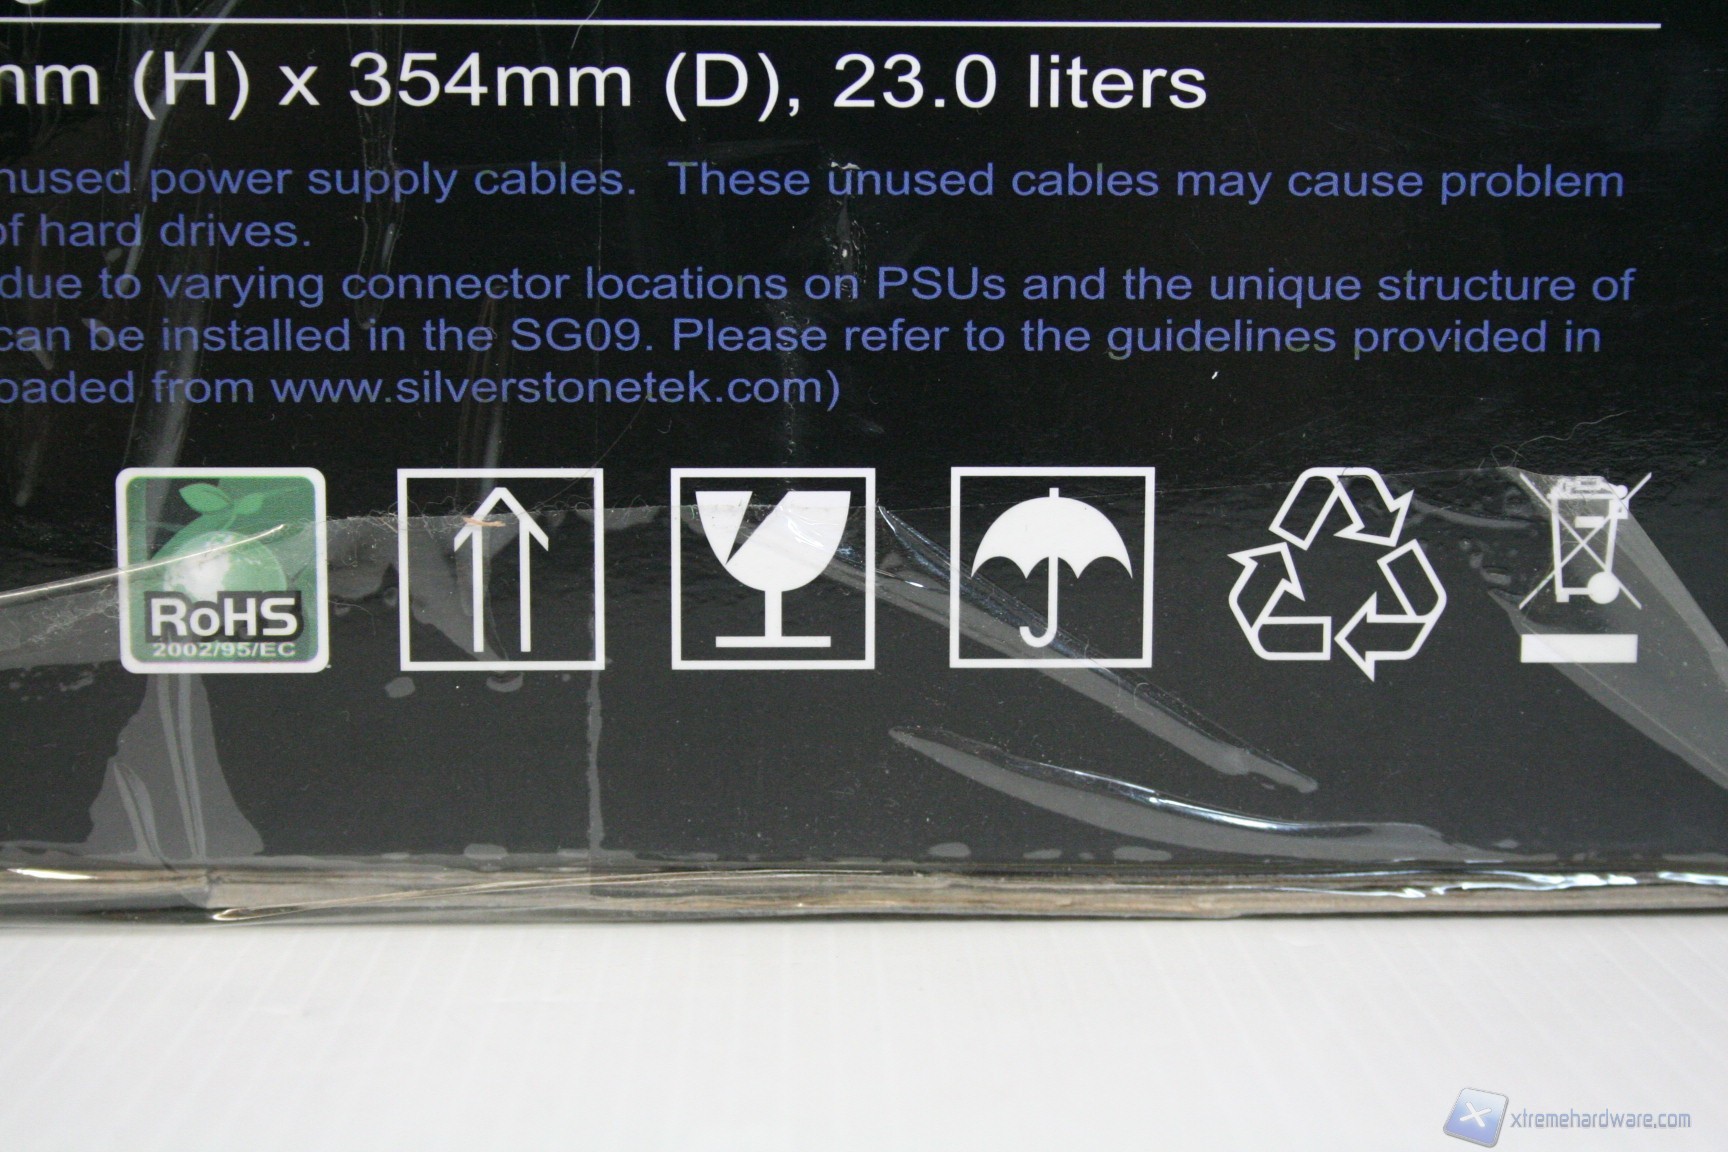 mm (H) x 354mm (D), 23.0 liters
nused power supply cables. These unused cables may cause problem
of hard drives.
due to varying connector locations on PSUs and the unique structure of
can be installed in the SG09. Please refer to the guidelines provided in
oaded from www.silverstonetek.com)
RoHS
2002/95/EC
xtremehardware.com